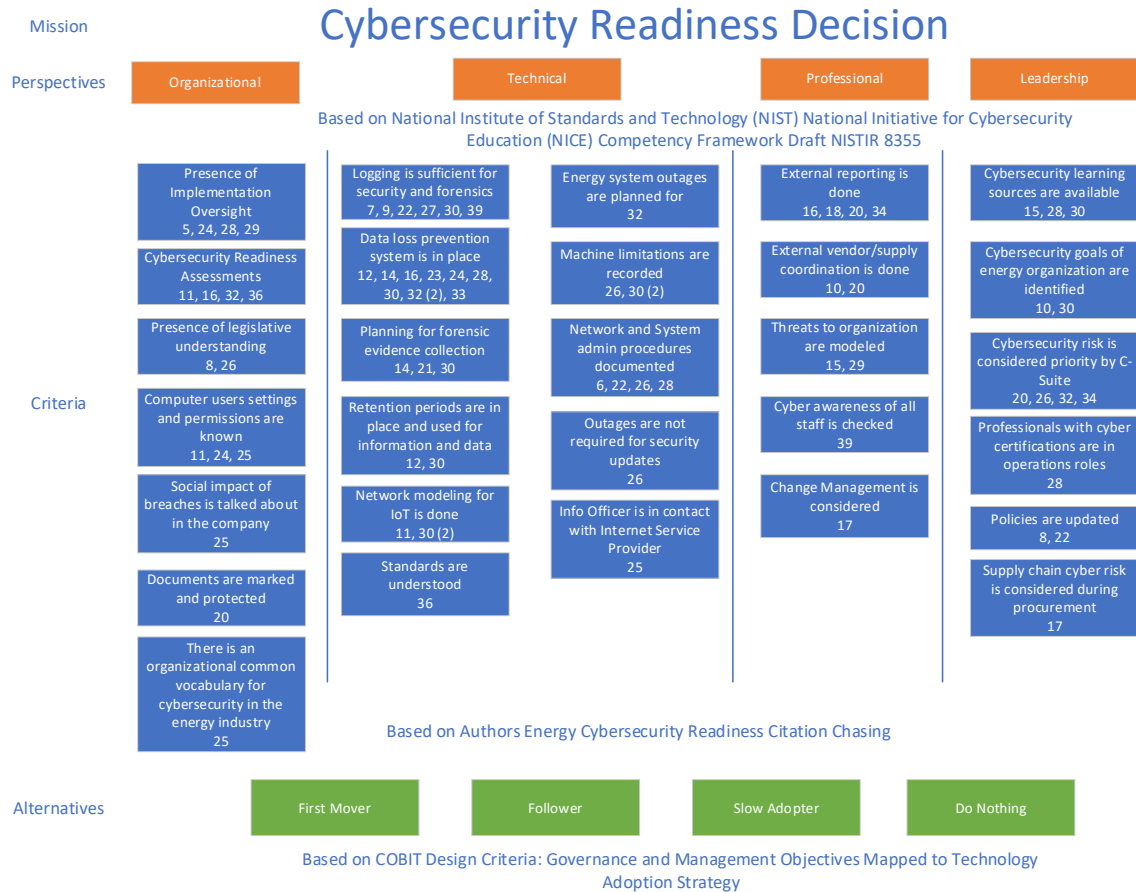 Mission
Cybersecurity Readiness Decision
Perspectives
Organizational
Technical
Professional
Leadership
Based on National Institute of Standards and Technology (NIST) National Initiative for Cybersecurity
Education (NICE) Competency Framework Draft NISTIR 8355
Criteria
Presence of
Implementation
Oversight
5, 24, 28, 29
Cybersecurity Readiness
Assessments
11, 16, 32, 36
Presence of legislative
understanding
8, 26
Computer users settings
and permissions are
known
11, 24, 25
Social impact of
breaches is talked about
in the company
25
Documents are marked
and protected
20
There is an
organizational common
vocabulary for
cybersecurity in the
energy industry
25
Logging is sufficient for
security and forensics
7, 9, 22, 27, 30, 39
Data loss prevention
system is in place
12, 14, 16, 23, 24, 28,
30, 32 (2), 33
Planning for forensic
evidence collection
14, 21, 30
Retention periods are in
place and used for
information and data
12, 30
Network modeling for
IoT is done
11, 30 (2)
Standards are
understood
36
Energy system outages
are planned for
32
Machine limitations are
recorded
26, 30 (2)
Network and System
admin procedures
documented
6, 22, 26, 28
Outages are not
required for security
updates
26
Info Officer is in contact
with Internet Service
Provider
25
External reporting is
done
16, 18, 20, 34
External vendor/supply
coordination is done
10, 20
Threats to organization
are modeled
15, 29
Cyber awareness of all
staff is checked
39
Change Management is
considered
17
Cybersecurity learning
sources are available
15, 28, 30
Cybersecurity goals of
energy organization are
identified
10, 30
Cybersecurity risk is
considered priority by C-
Suite
20, 26, 32, 34
Professionals with cyber
certifications are in
operations roles
28
Policies are updated
8, 22
Supply chain cyber risk
is considered during
procurement
17
Based on Authors Energy Cybersecurity Readiness Citation Chasing
Alternatives
First Mover
Follower
Slow Adopter
Do Nothing
Based on COBIT Design Criteria: Governance and Management Objectives Mapped to Technology
Adoption Strategy